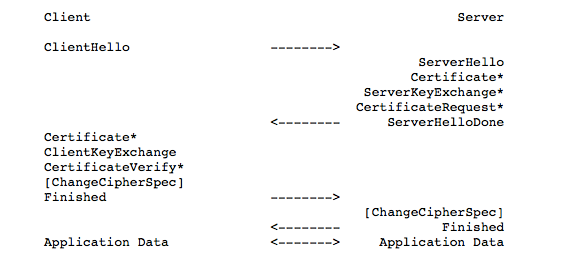 Client Server
ClientHello -------->
ServerHello
Certificate*
ServerKeyExchange*
CertificateRequest*
<-------- ServerHelloDone
Certificate*
ClientKeyExchange
CertificateVerify*
[ChangeCipherSpec]
Finished -------->
[ChangeCipherSpec]
<-------- Finished
Application Data <-------> Application Data